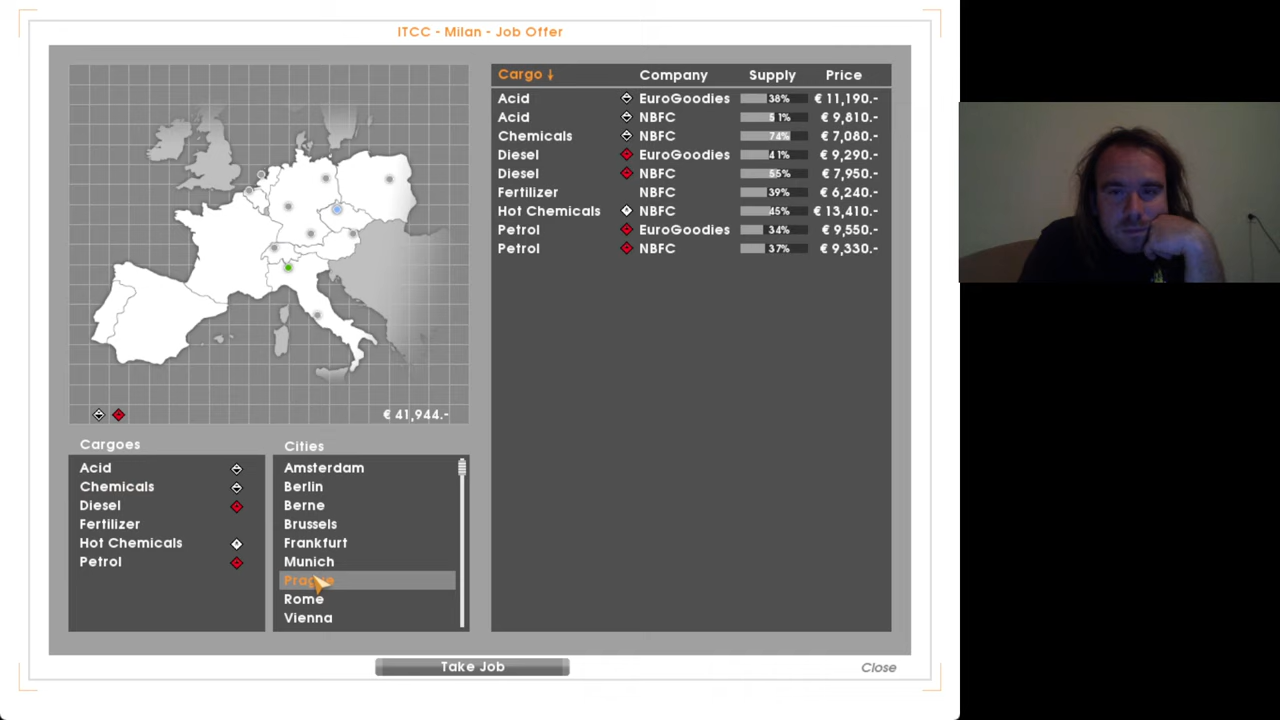 ITCC - Milan - Job Offer
Cargo Company Supply Price
Acid EuroGoodies 38% € 11,190.-
Acid NBFC 51% € 9,810.-
Chemicals NBFC 74% € 7,080.-
Diesel EuroGoodies 41% € 9,290.-
Diesel NBFC 55% € 7,950.-
Fertilizer NBFC 39% € 6,240.-
Hot Chemicals NBFC 45% € 13,410.-
Petrol EuroGoodies 34% € 9,550.-
Petrol NBFC 37% € 9,330.-
€ 41,944.-
Cargoes
Acid
Chemicals
Diesel
Fertilizer
Hot Chemicals
Petrol
Cities
Amsterdam
Berlin
Berne
Brussels
Frankfurt
Munich
Prague
Rome
Vienna
Take Job
Close